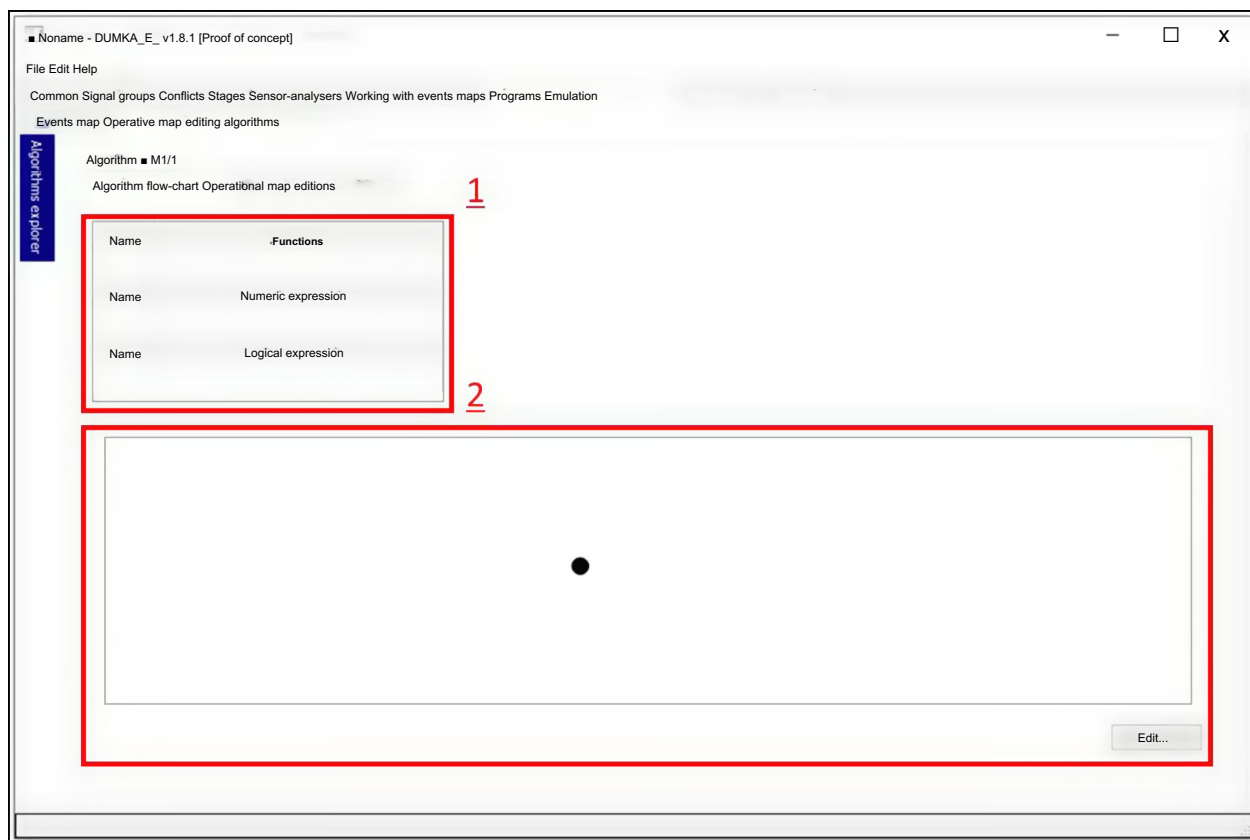 ■ Noname - DUMKA_E_ v1.8.1 [Proof of concept]
File Edit Help
Common Signal groups Conflicts Stages Sensor-analysers Working with events maps Programs Emulation
Events map Operative map editing algorithms
Algorithms explorer
Algorithm ■ M1/1
Algorithm flow-chart Operational map editions
1
Name Functions
Name Numeric expression
Name Logical expression
2
Edit...